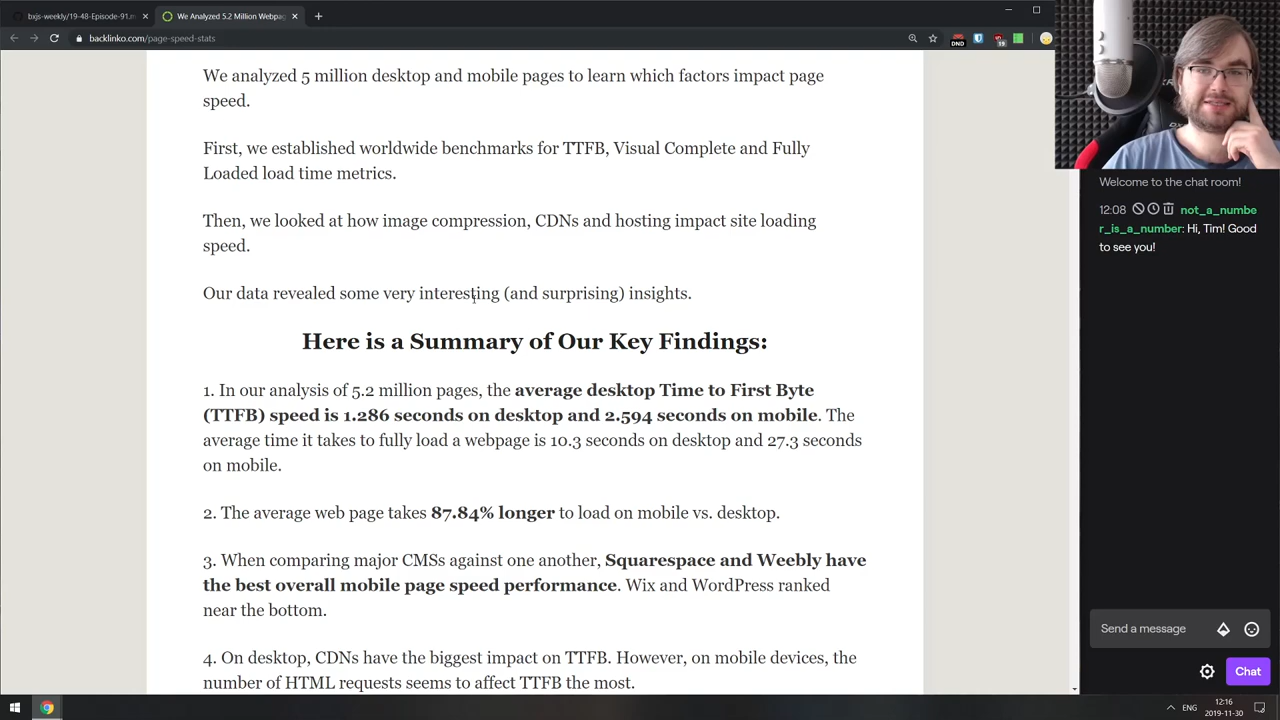 bxjs-weekly/19-48-Episode-91.m
We Analyzed 5.2 Million Webpag
backlinko.com/page-speed-stats
DND
19
We analyzed 5 million desktop and mobile pages to learn which factors impact page
speed.
First, we established worldwide benchmarks for TTFB, Visual Complete and Fully
Loaded load time metrics.
Then, we looked at how image compression, CDNs and hosting impact site loading
speed.
Our data revealed some very interesting (and surprising) insights.
Here is a Summary of Our Key Findings:
1. In our analysis of 5.2 million pages, the average desktop Time to First Byte
(TTFB) speed is 1.286 seconds on desktop and 2.594 seconds on mobile. The
average time it takes to fully load a webpage is 10.3 seconds on desktop and 27.3 seconds
on mobile.
2. The average web page takes 87.84% longer to load on mobile vs. desktop.
3. When comparing major CMSs against one another, Squarespace and Weebly have
the best overall mobile page speed performance. Wix and WordPress ranked
near the bottom.
4. On desktop, CDNs have the biggest impact on TTFB. However, on mobile devices, the
number of HTML requests seems to affect TTFB the most.
Welcome to the chat room!
12:08 not_a_numbe
r_is_a_number: Hi, Tim! Good
to see you!
Send a message
Chat
ENG
12:16
2019-11-30